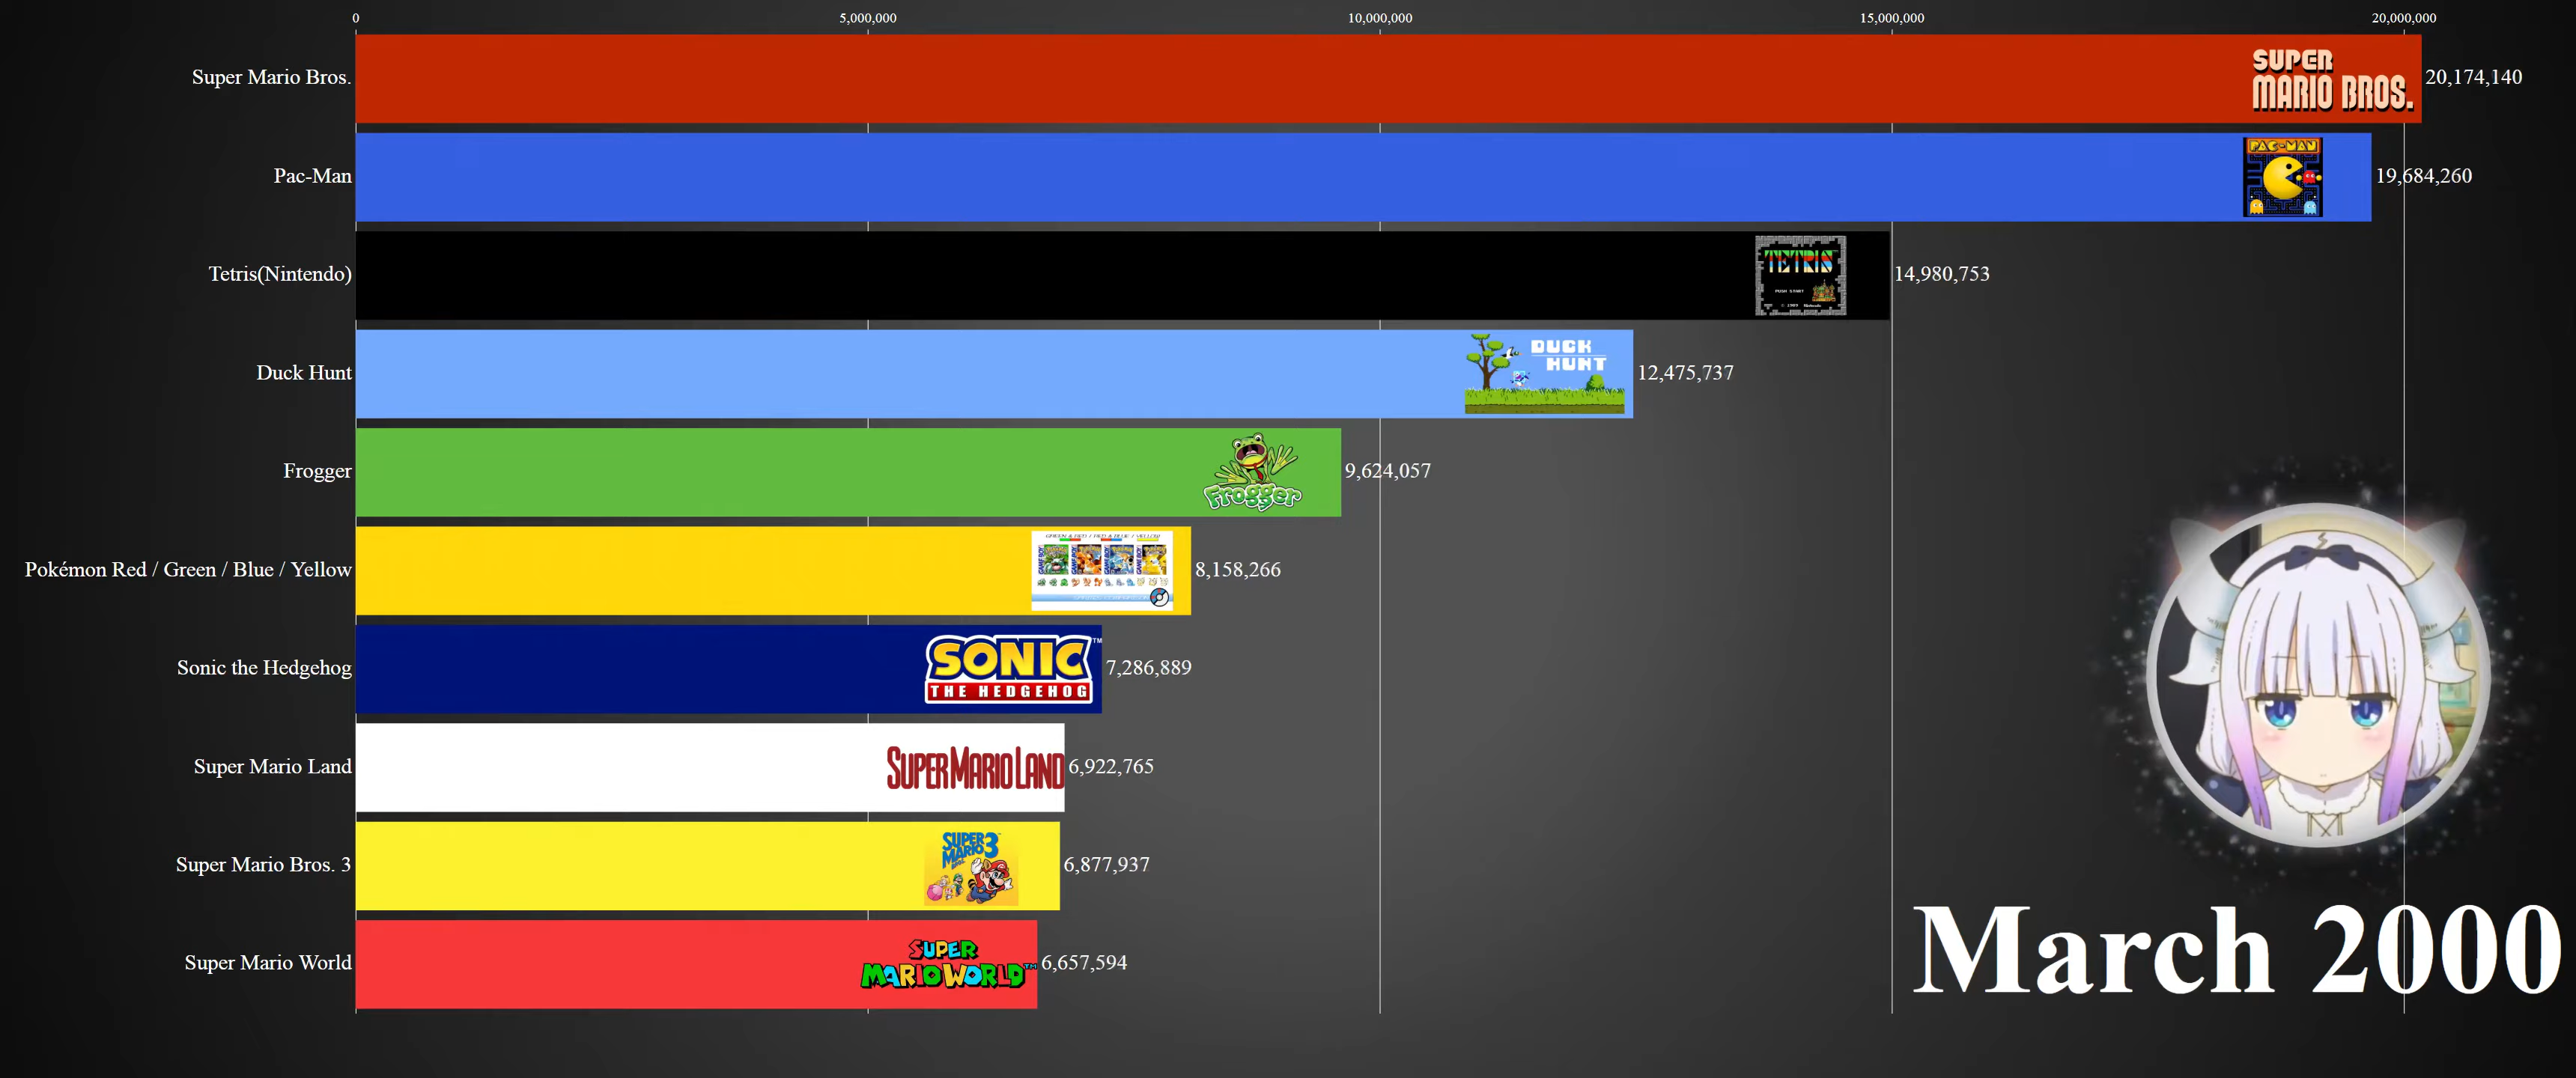 0 5,000,000 10,000,000 15,000,000 20,000,000
Super Mario Bros. SUPER MARIO BROS. 20,174,140
Pac-Man PAC-MAN 19,684,260
Tetris(Nintendo) TETRIS PUSH START 14,980,753
Duck Hunt DUCK HUNT 12,475,737
Frogger Frogger 9,624,057
Pokémon Red / Green / Blue / Yellow 8,158,266
Sonic the Hedgehog SONIC THE HEDGEHOG TM 7,286,889
Super Mario Land SUPER MARIO LAND 6,922,765
Super Mario Bros. 3 SUPER MARIO BROS. 3 6,877,937
Super Mario World SUPER MARIO WORLD TM 6,657,594
March 2000